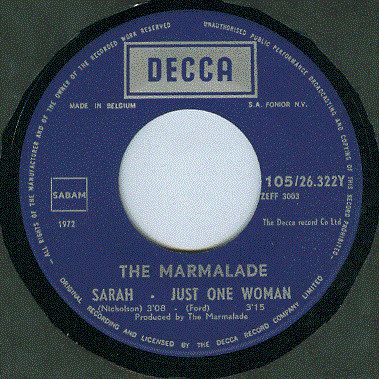 - ALL RIGHTS OF THE MANUFACTURER AND OF THE OWNER OF THE RECORDED WORK RESERVED
UNAUTHORISED PUBLIC PERFORMANCE BROADCASTING AND COPYING OF THIS RECORD PROHIBITED -
DECCA
MADE IN BELGIUM
S.A. FONIOR N.V.
105/26.322Y
SABAM
ZEFF 3003
1972
The Decca record Co Ltd
THE MARMALADE
SARAH - JUST ONE WOMAN
(Nicholson) 3'08 - (Ford) 3'15
Produced by The Marmalade
ORIGINAL RECORDING AND LICENSED BY THE DECCA RECORD COMPANY LIMITED